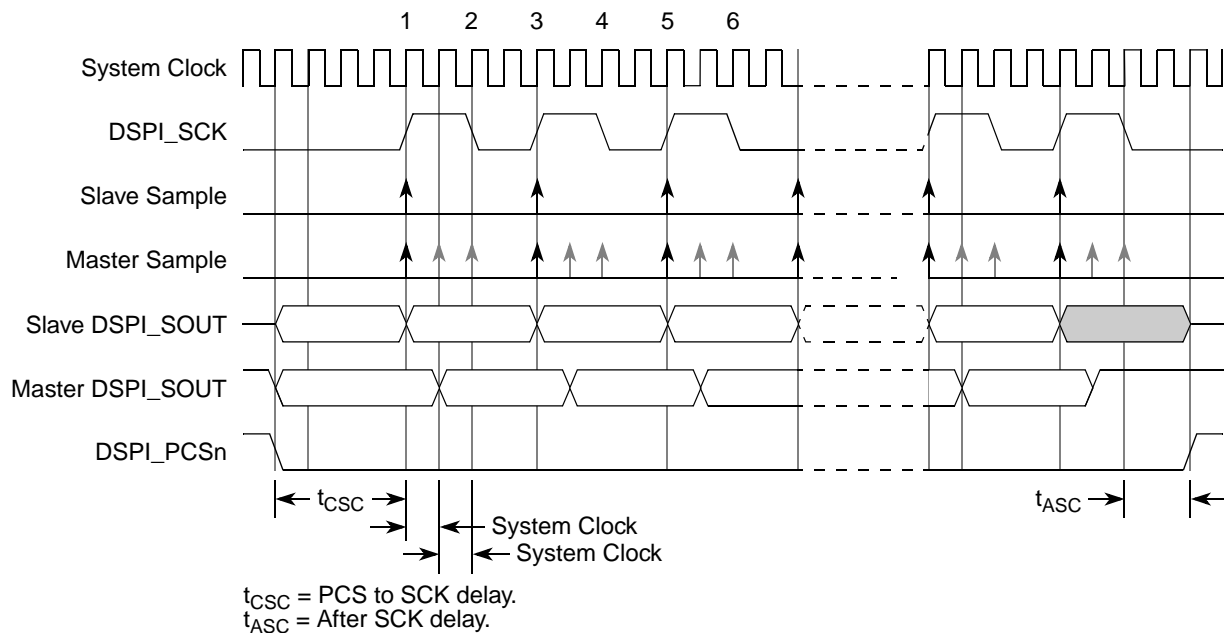 1 2 3 4 5 6
System Clock
DSPI_SCK
Slave Sample
Master Sample
Slave DSPI_SOUT
Master DSPI_SOUT
DSPI_PCSn
tCSC
tASC
System Clock
System Clock
tCSC = PCS to SCK delay.
tASC = After SCK delay.